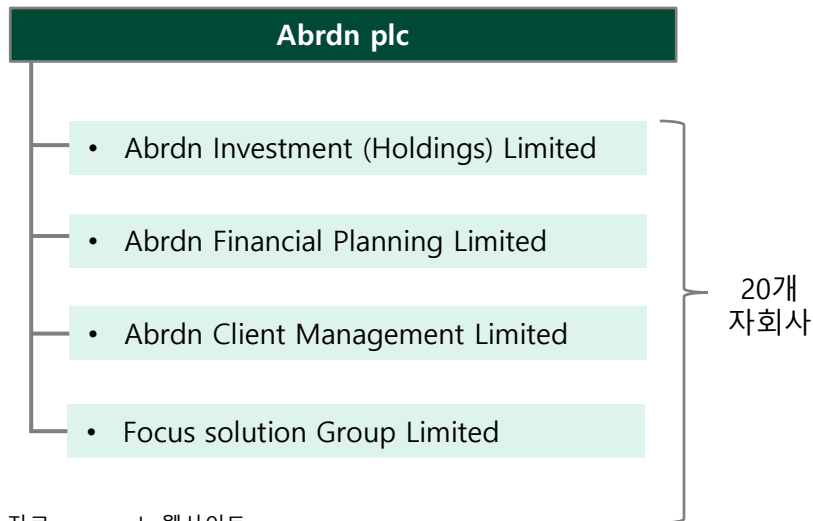 Abrdn plc
• Abrdn Investment (Holdings) Limited
• Abrdn Financial Planning Limited
• Abrdn Client Management Limited
• Focus solution Group Limited
20개
자회사